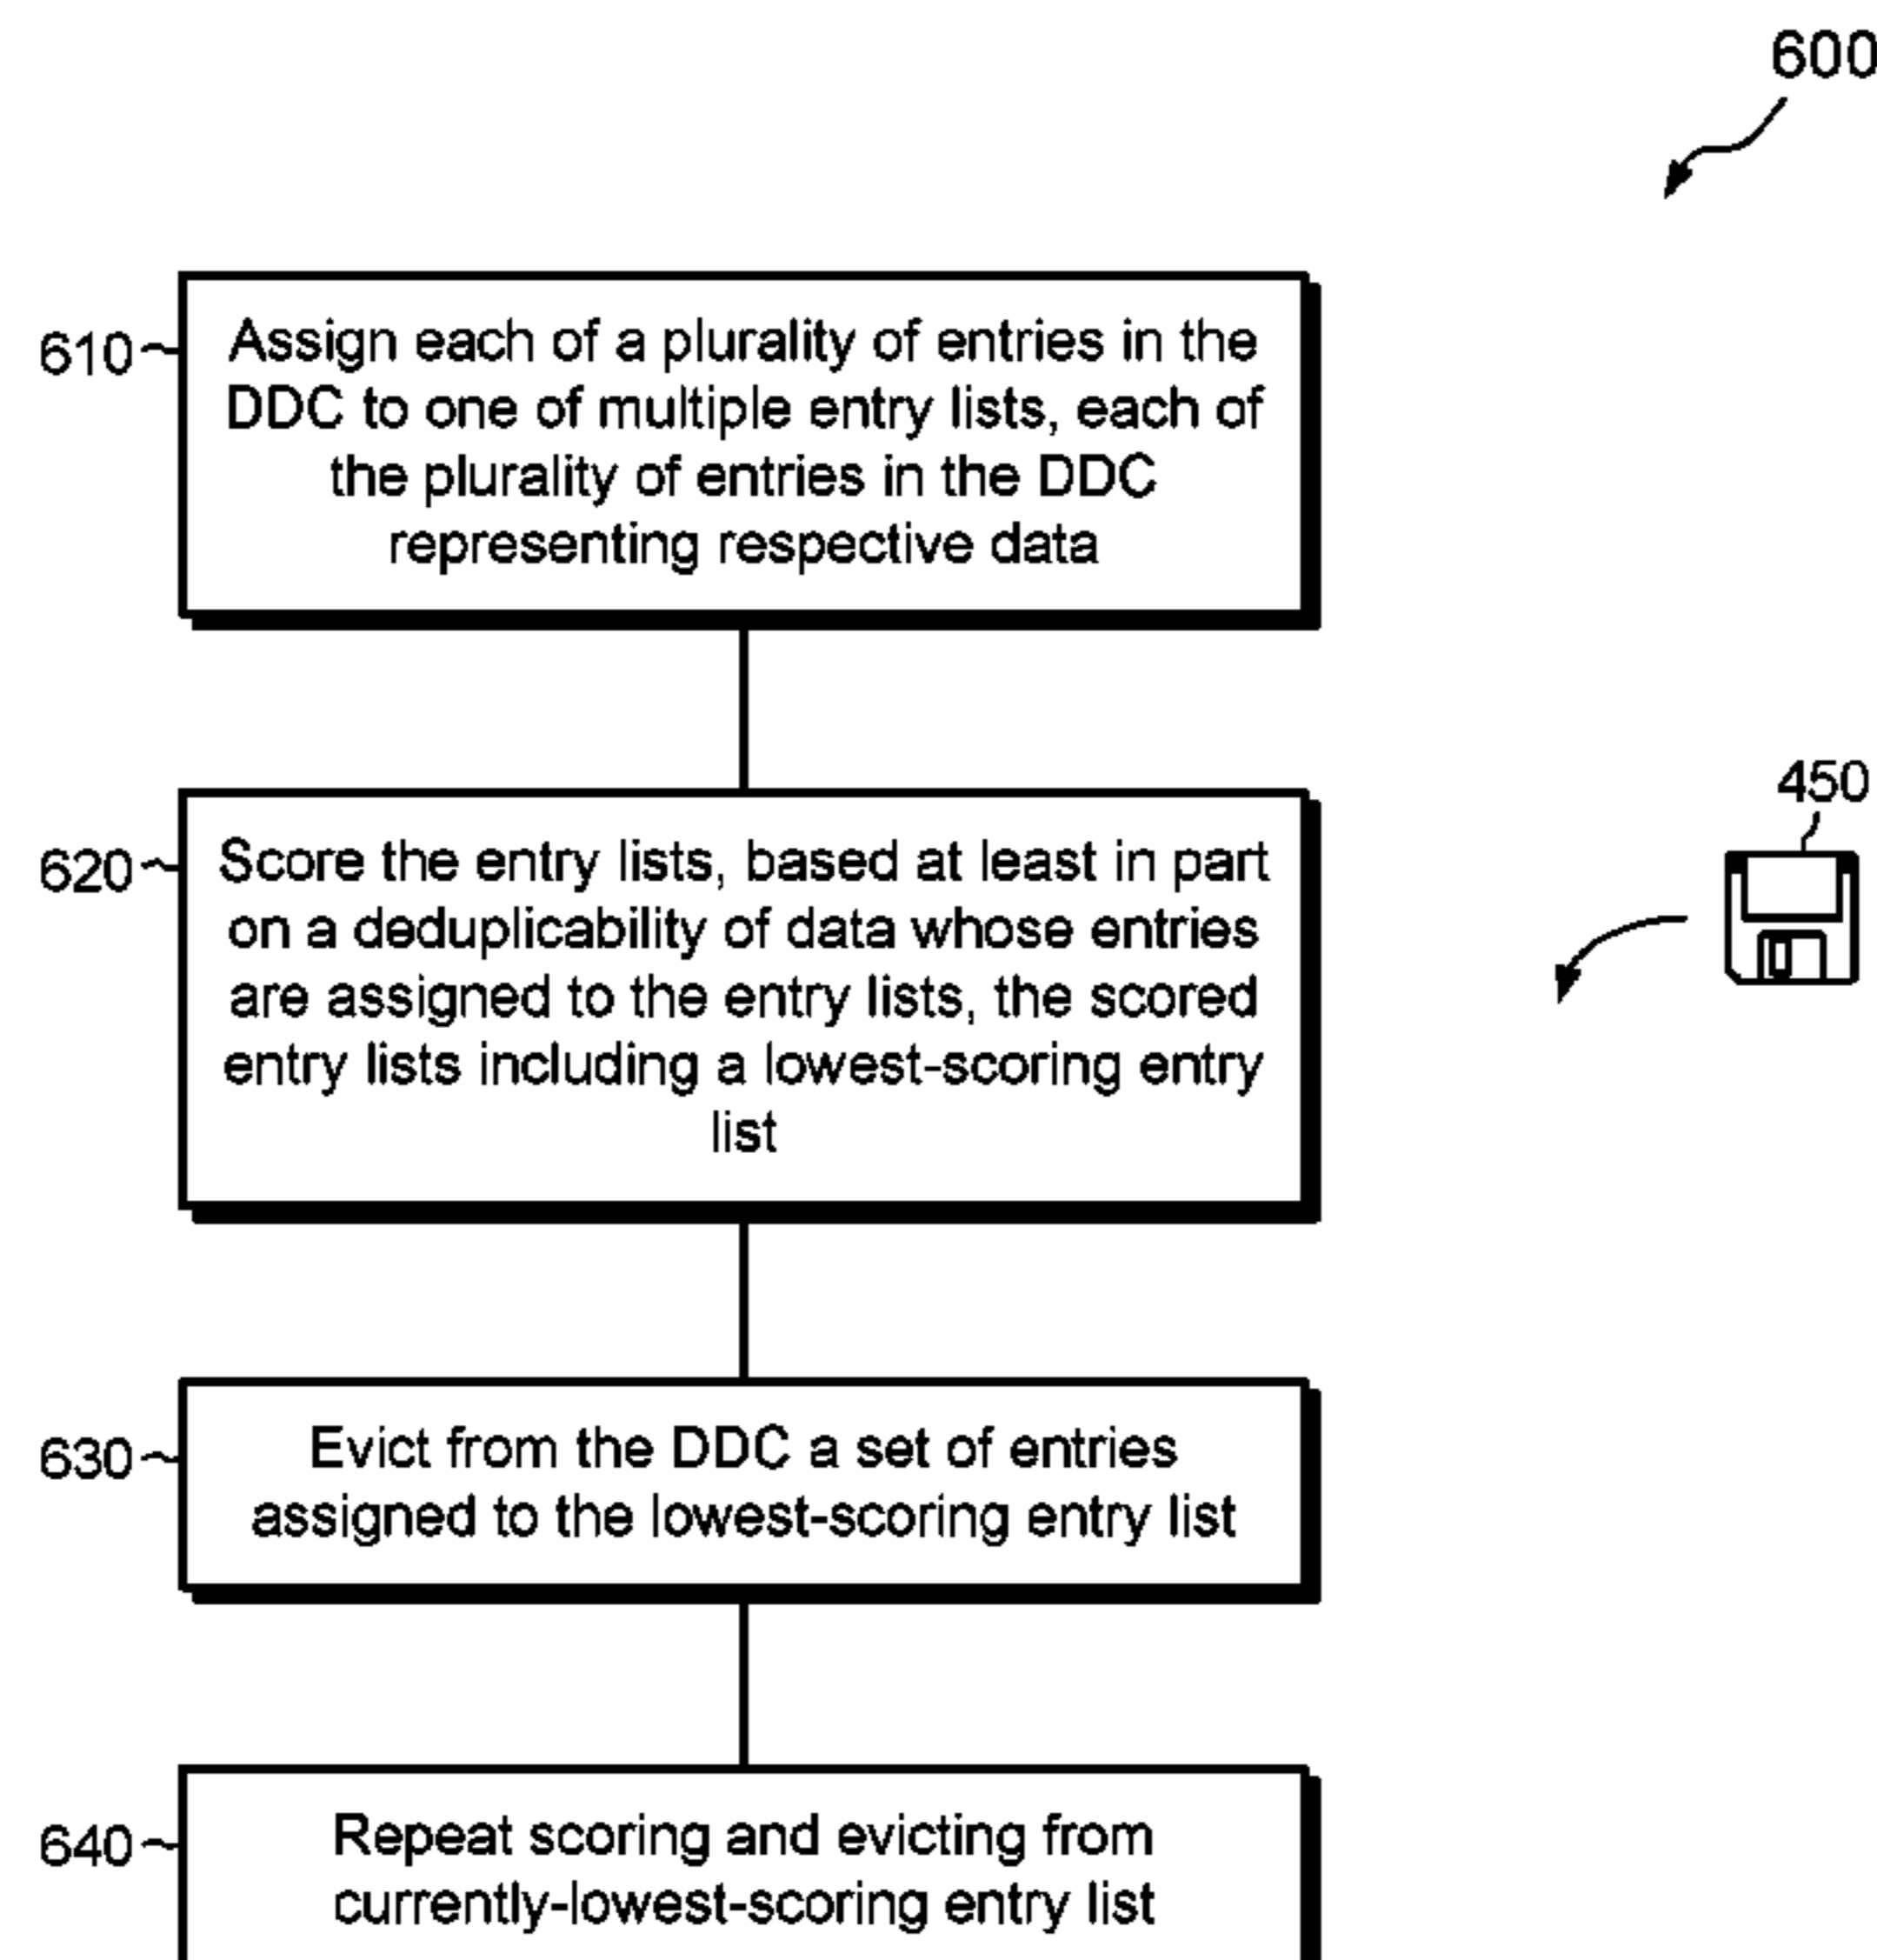 600
610
Assign each of a plurality of entries in the
DDC to one of multiple entry lists, each of
the plurality of entries in the DDC
representing respective data
450
620
Score the entry lists, based at least in part
on a deduplicability of data whose entries
are assigned to the entry lists, the scored
entry lists including a lowest-scoring entry
list
630
Evict from the DDC a set of entries
assigned to the lowest-scoring entry list
640
Repeat scoring and evicting from
currently-lowest-scoring entry list